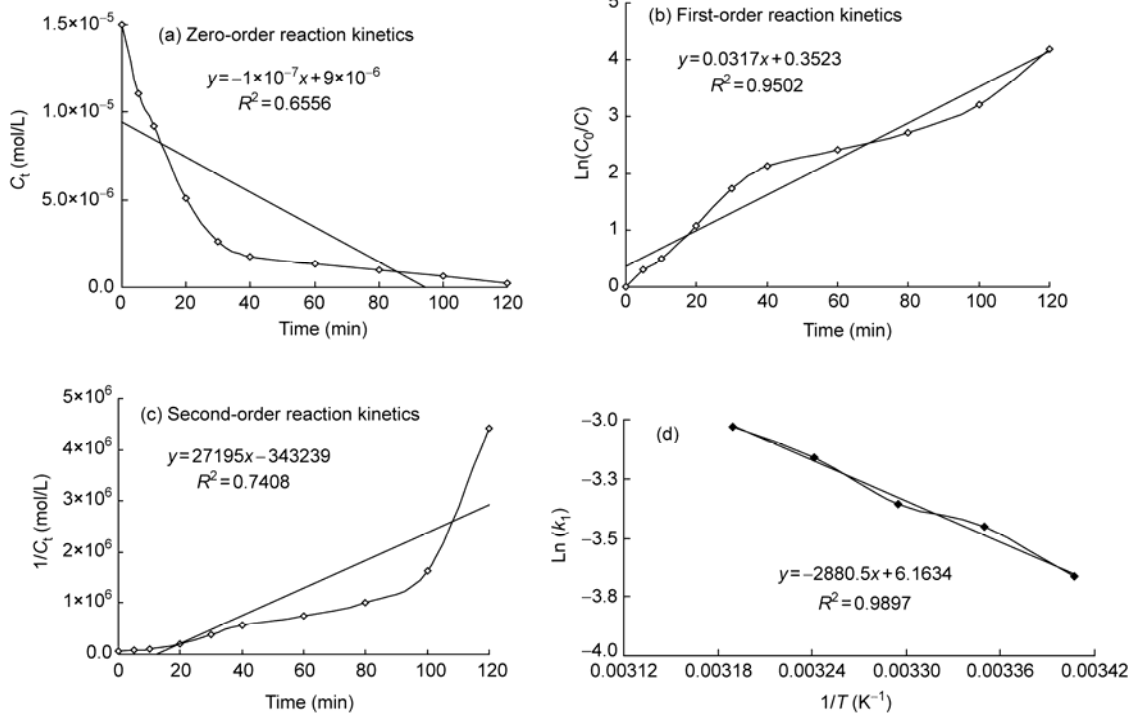 (a) Zero-order reaction kinetics
y=−1×10⁻⁷x+9×10⁻⁶
R²=0.6556
1.5×10⁻⁵
1.0×10⁻⁵
5.0×10⁻⁶
0.0
Cₜ (mol/L)
0 20 40 60 80 100 120
Time (min)
(b) First-order reaction kinetics
y=0.0317x+0.3523
R²=0.9502
5
4
3
2
1
0
Ln(C₀/C)
0 20 40 60 80 100 120
Time (min)
(c) Second-order reaction kinetics
y=27195x−343239
R²=0.7408
5×10⁶
4×10⁶
3×10⁶
2×10⁶
1×10⁶
0.0
1/Cₜ (mol/L)
0 20 40 60 80 100 120
Time (min)
(d)
y=−2880.5x+6.1634
R²=0.9897
−3.0
−3.3
−3.5
−3.8
−4.0
Ln (k₁)
0.00312 0.00318 0.00324 0.00330 0.00336 0.00342
1/T (K⁻¹)